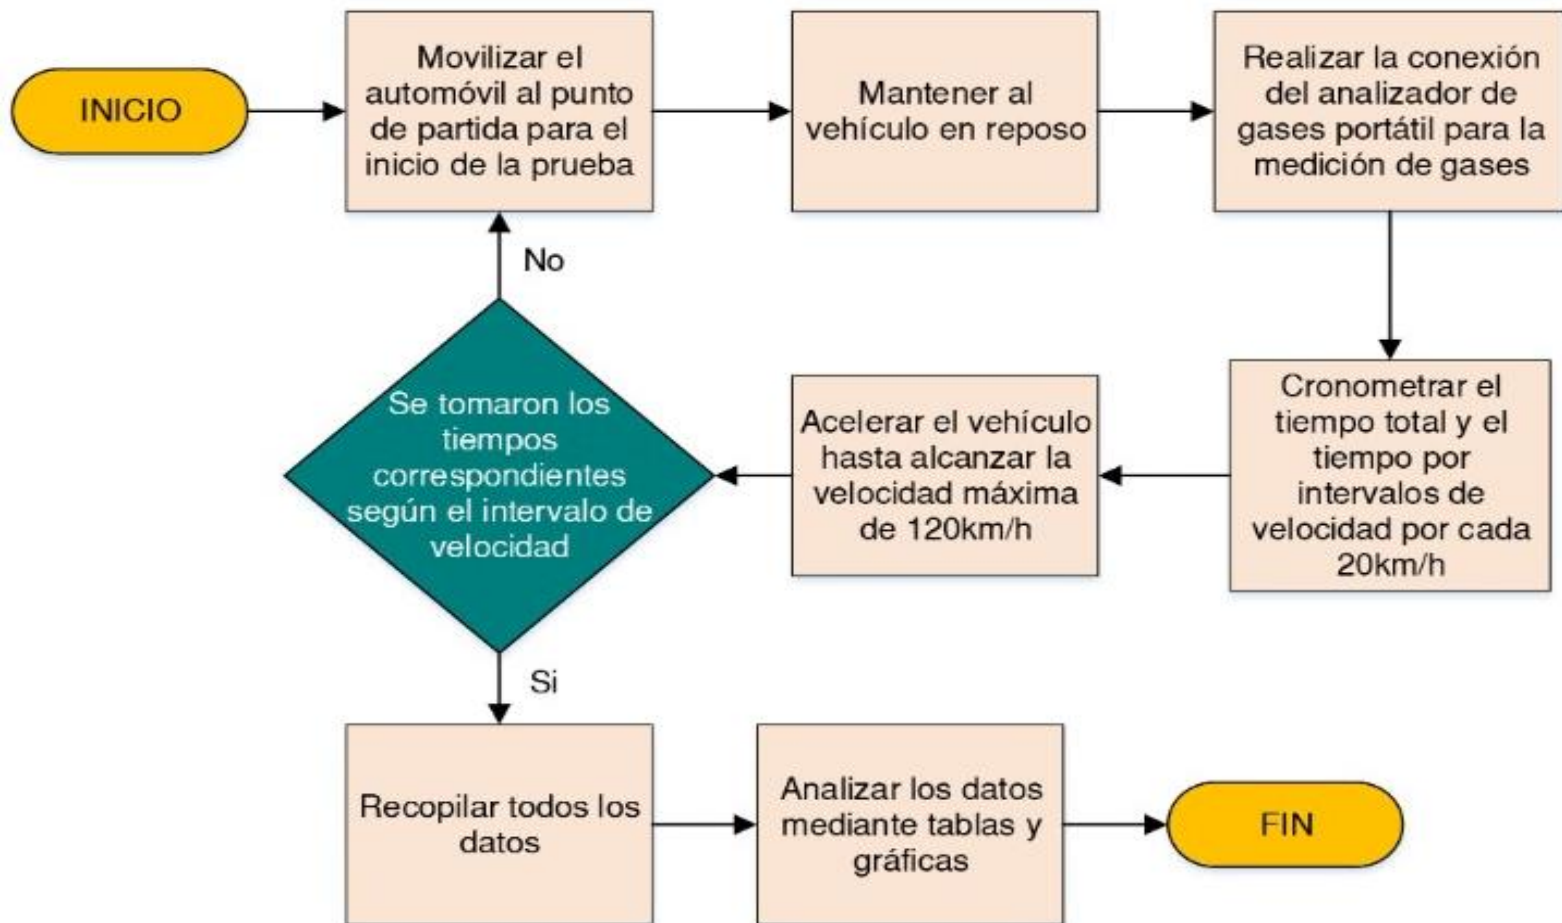 INICIO
Movilizar el
automóvil al punto
de partida para el
inicio de la prueba
Mantener al
vehículo en reposo
Realizar la conexión
del analizador de
gases portátil para la
medición de gases
Cronometrar el
tiempo total y el
tiempo por
intervalos de
velocidad por cada
20km/h
Acelerar el vehículo
hasta alcanzar la
velocidad máxima
de 120km/h
Se tomaron los
tiempos
correspondientes
según el intervalo de
velocidad
No
Si
Recopilar todos los
datos
Analizar los datos
mediante tablas y
gráficas
FIN